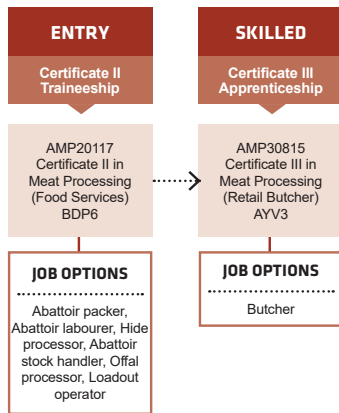 ENTRY
Certificate II
Traineeship
AMP20117
Certificate II in
Meat Processing
(Food Services)
BDP6
JOB OPTIONS
Abattoir packer,
Abattoir labourer, Hide
processor, Abattoir
stock handler, Offal
processor, Loadout
operator
SKILLED
Certificate III
Apprenticeship
AMP30815
Certificate III in
Meat Processing
(Retail Butcher)
AYV3
JOB OPTIONS
Butcher